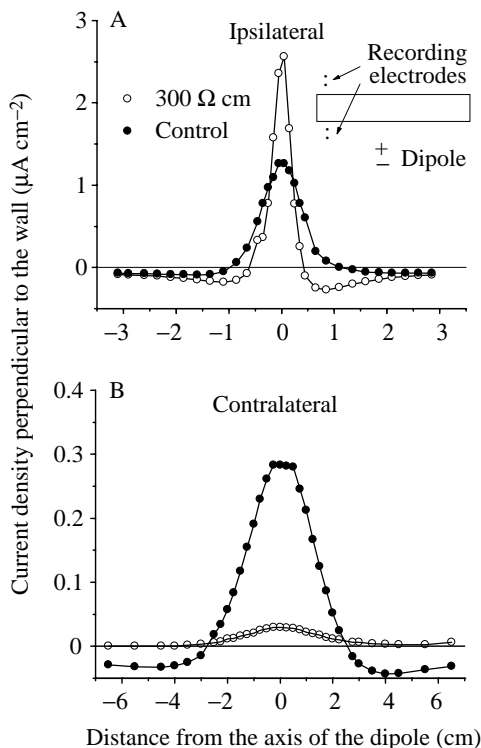 A
Ipsilateral
Recording
electrodes
300 Ω cm
Control
+
− Dipole
3
2
1
0
−3 −2 −1 0 1 2 3
B
Contralateral
0.4
0.3
0.2
0.1
0
−6 −4 −2 0 2 4 6
Distance from the axis of the dipole (cm)
Current density perpendicular to the wall (μA cm−2)